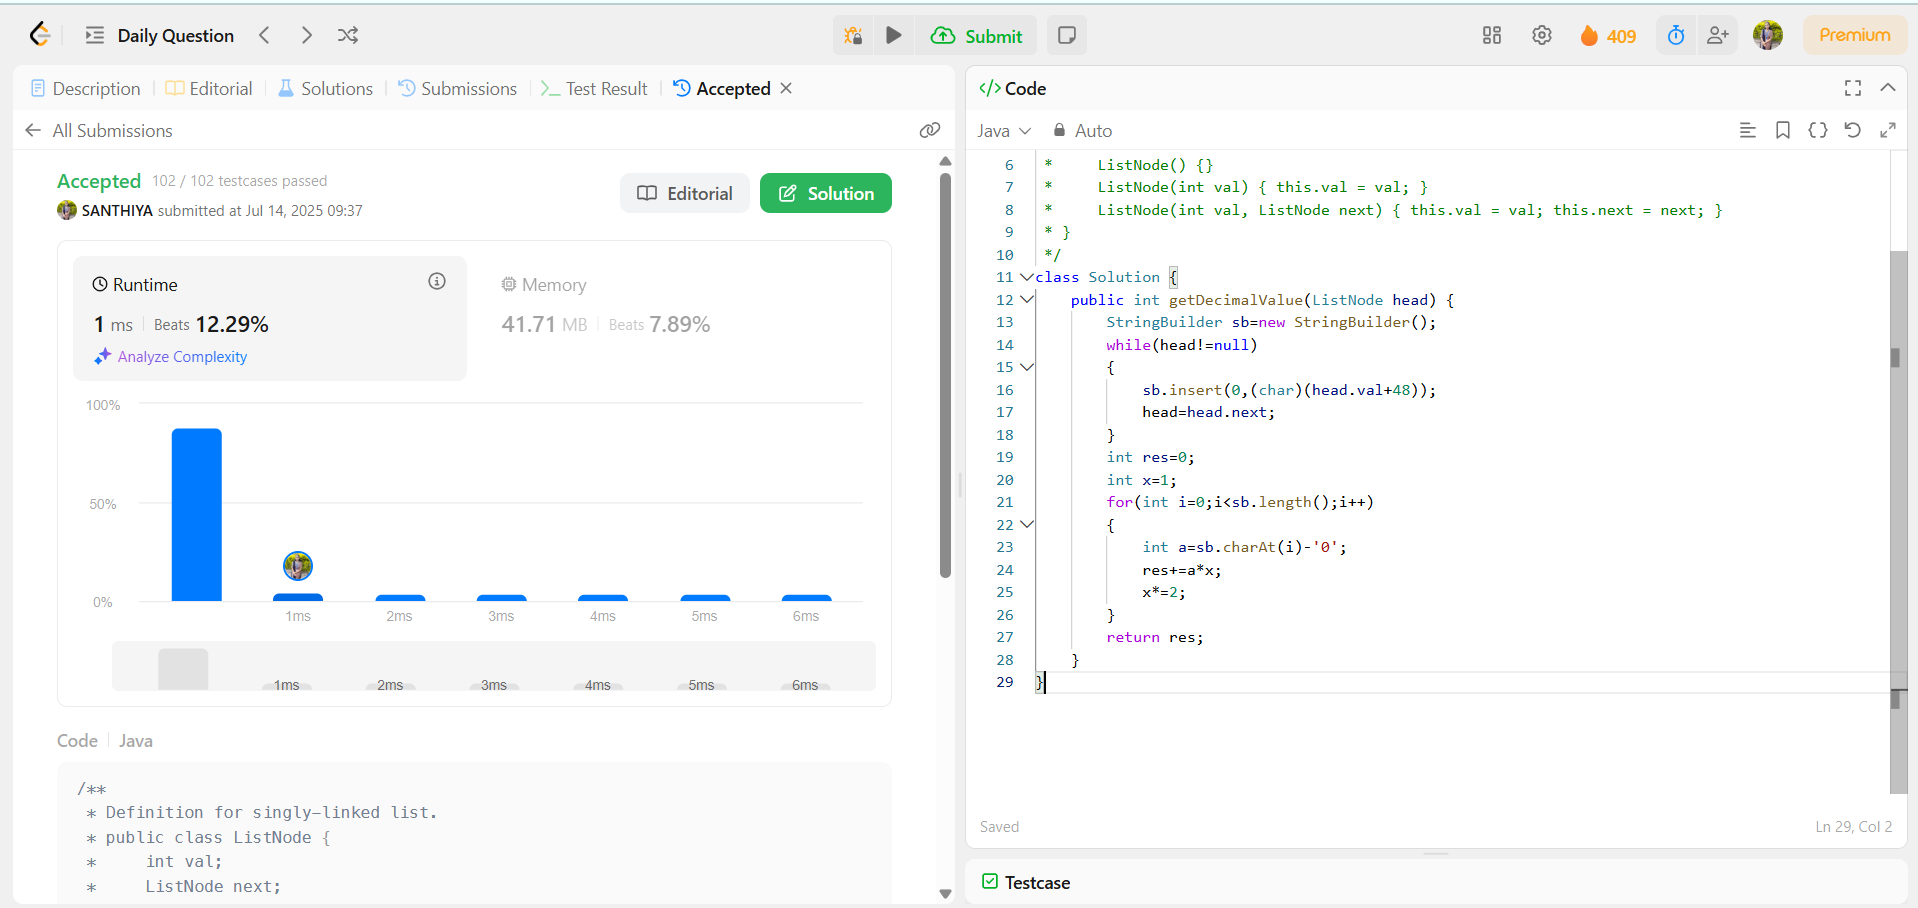 Daily Question
Submit
409
Premium
Description
Editorial
Solutions
Submissions
Test Result
Accepted
All Submissions
Accepted 102 / 102 testcases passed
SANTHIYA submitted at Jul 14, 2025 09:37
Editorial
Solution
Runtime
1 ms Beats 12.29%
Analyze Complexity
Memory
41.71 MB Beats 7.89%
100%
50%
0%
1ms 2ms 3ms 4ms 5ms 6ms
1ms 2ms 3ms 4ms 5ms 6ms
Code Java
/**
* Definition for singly-linked list.
* public class ListNode {
* int val;
* ListNode next;
</> Code
Java Auto
6 * ListNode() {}
7 * ListNode(int val) { this.val = val; }
8 * ListNode(int val, ListNode next) { this.val = val; this.next = next; }
9 * }
10 */
11 class Solution {
12 public int getDecimalValue(ListNode head) {
13 StringBuilder sb=new StringBuilder();
14 while(head!=null)
15 {
16 sb.insert(0,(char)(head.val+48));
17 head=head.next;
18 }
19 int res=0;
20 int x=1;
21 for(int i=0;i<sb.length();i++)
22 {
23 int a=sb.charAt(i)-'0';
24 res+=a*x;
25 x*=2;
26 }
27 return res;
28 }
29 }
Saved
Ln 29, Col 2
Testcase